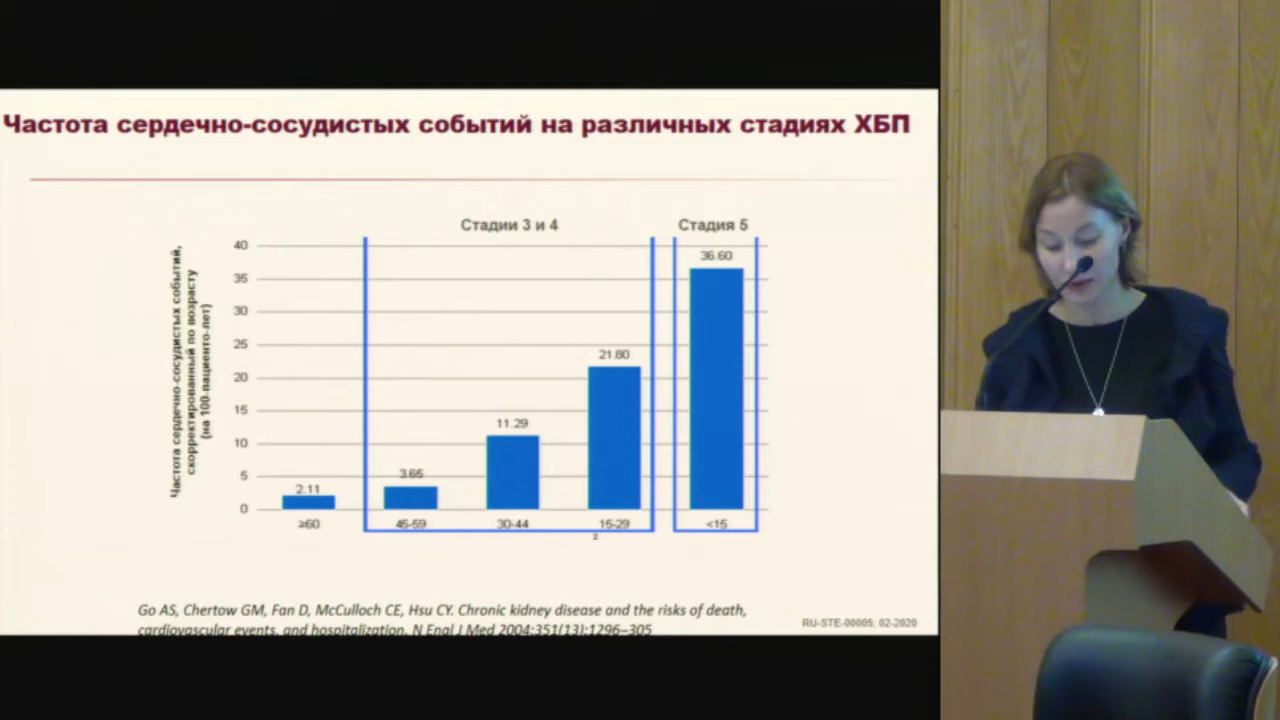 Частота сердечно-сосудистых событий на различных стадиях ХБП
Стадии 3 и 4
Стадия 5
Частота сердечно-сосудистых событий,
скорректированный по возрасту
(на 100-пациенто-лет)
40
35
30
25
20
15
10
5
0
2.11
3.65
11.29
21.80
36.60
≥60
45-59
30-44
15-29
<15
2
Go AS, Chertow GM, Fan D, McCulloch CE, Hsu CY. Chronic kidney disease and the risks of death,
cardiovascular events, and hospitalization. N Engl J Med 2004;351(13):1296–305
RU-STE-00005; 02-2020